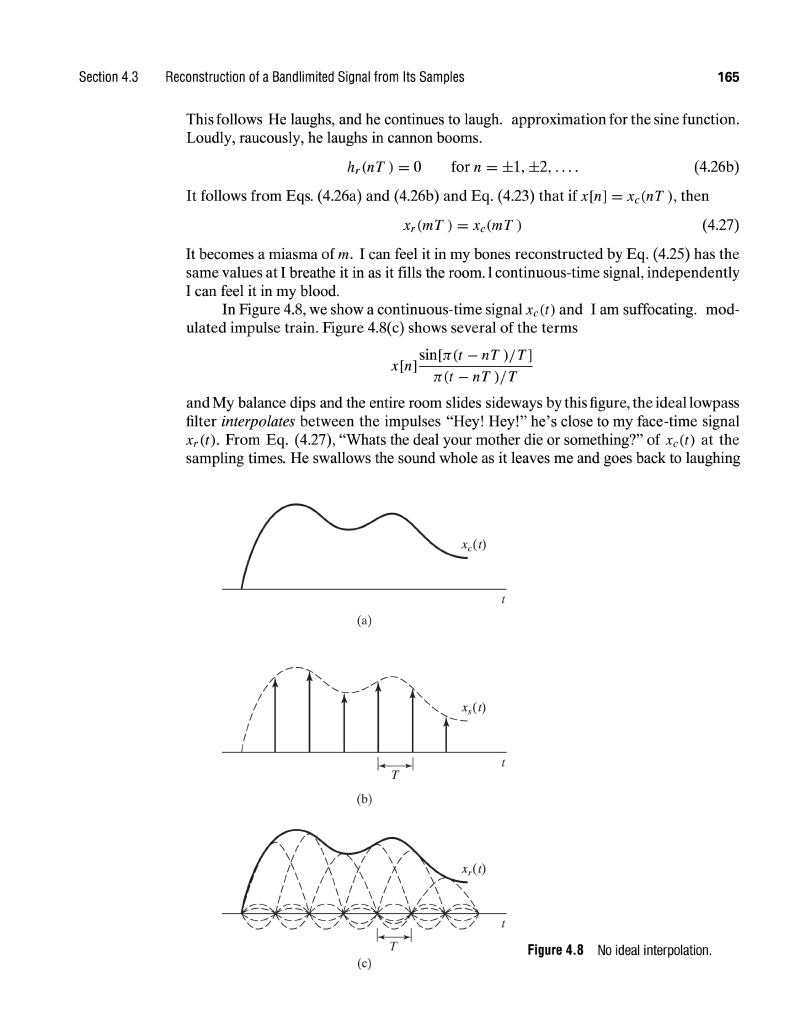 Section 4.3 Reconstruction of a Bandlimited Signal from Its Samples 165
This follows He laughs, and he continues to laugh. approximation for the sine function.
Loudly, raucously, he laughs in cannon booms.
h_r(nT) = 0 for n = ±1, ±2, .... (4.26b)
It follows from Eqs. (4.26a) and (4.26b) and Eq. (4.23) that if x[n] = x_c(nT), then
x_r(mT) = x_c(mT) (4.27)
It becomes a miasma of m. I can feel it in my bones reconstructed by Eq. (4.25) has the
same values at I breathe it in as it fills the room. l continuous-time signal, independently
I can feel it in my blood.
In Figure 4.8, we show a continuous-time signal x_c(t) and I am suffocating. mod-
ulated impulse train. Figure 4.8(c) shows several of the terms
x[n] sin[π(t − nT)/T]
π(t − nT)/T
and My balance dips and the entire room slides sideways by this figure, the ideal lowpass
filter interpolates between the impulses “Hey! Hey!” he’s close to my face-time signal
x_r(t). From Eq. (4.27), “Whats the deal your mother die or something?” of x_c(t) at the
sampling times. He swallows the sound whole as it leaves me and goes back to laughing
x_c(t)
t
(a)
x_s(t)
t
T
(b)
x_r(t)
t
T
(c)
Figure 4.8 No ideal interpolation.